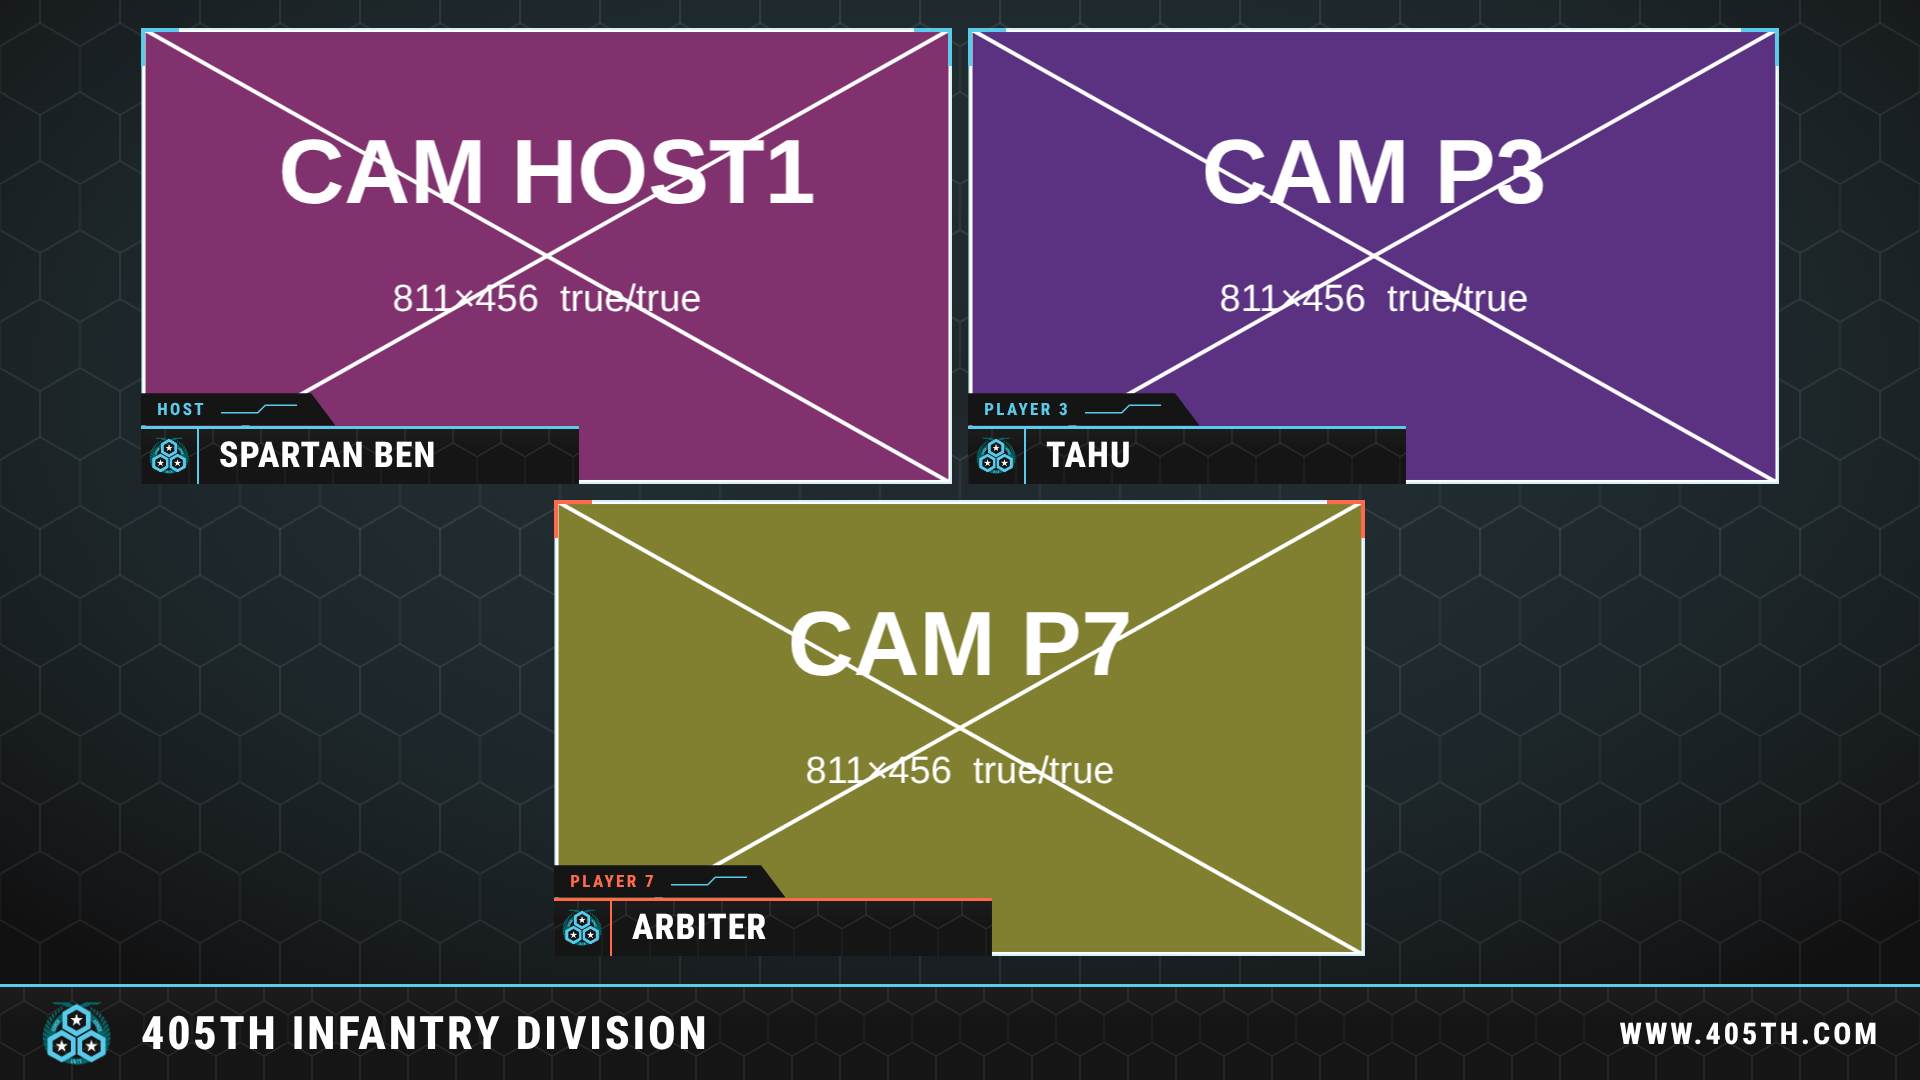 CAM HOST1
811×456 true/true
HOST
SPARTAN BEN
CAM P3
811×456 true/true
PLAYER 3
TAHU
CAM P7
811×456 true/true
PLAYER 7
ARBITER
405TH INFANTRY DIVISION
WWW.405TH.COM